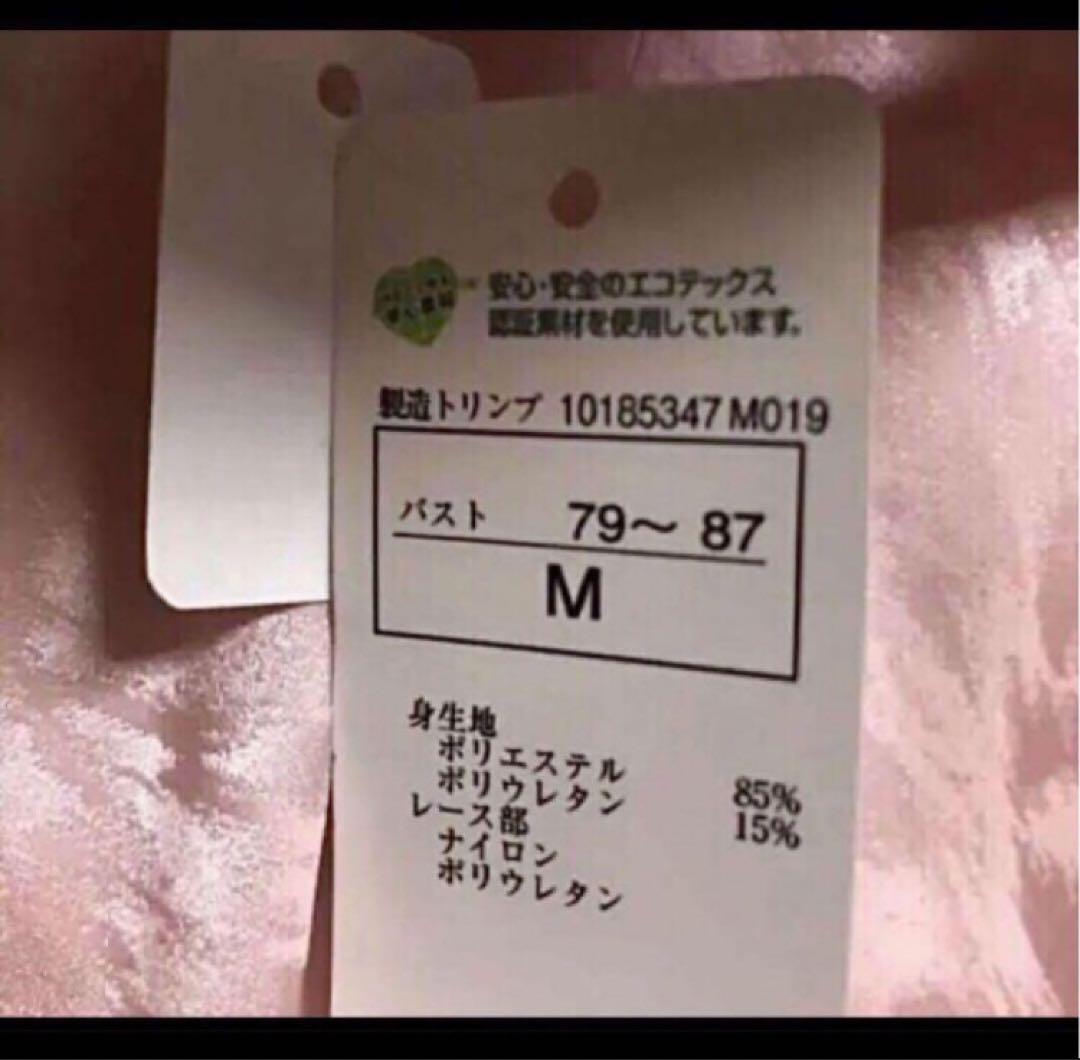 安心・安全のエコテックス
認証素材を使用しています。
製造トリンプ 10185347 M019
バスト 79〜 87
M
身生地
ポリエステル 85%
ポリウレタン 15%
レース部
ナイロン
ポリウレタン